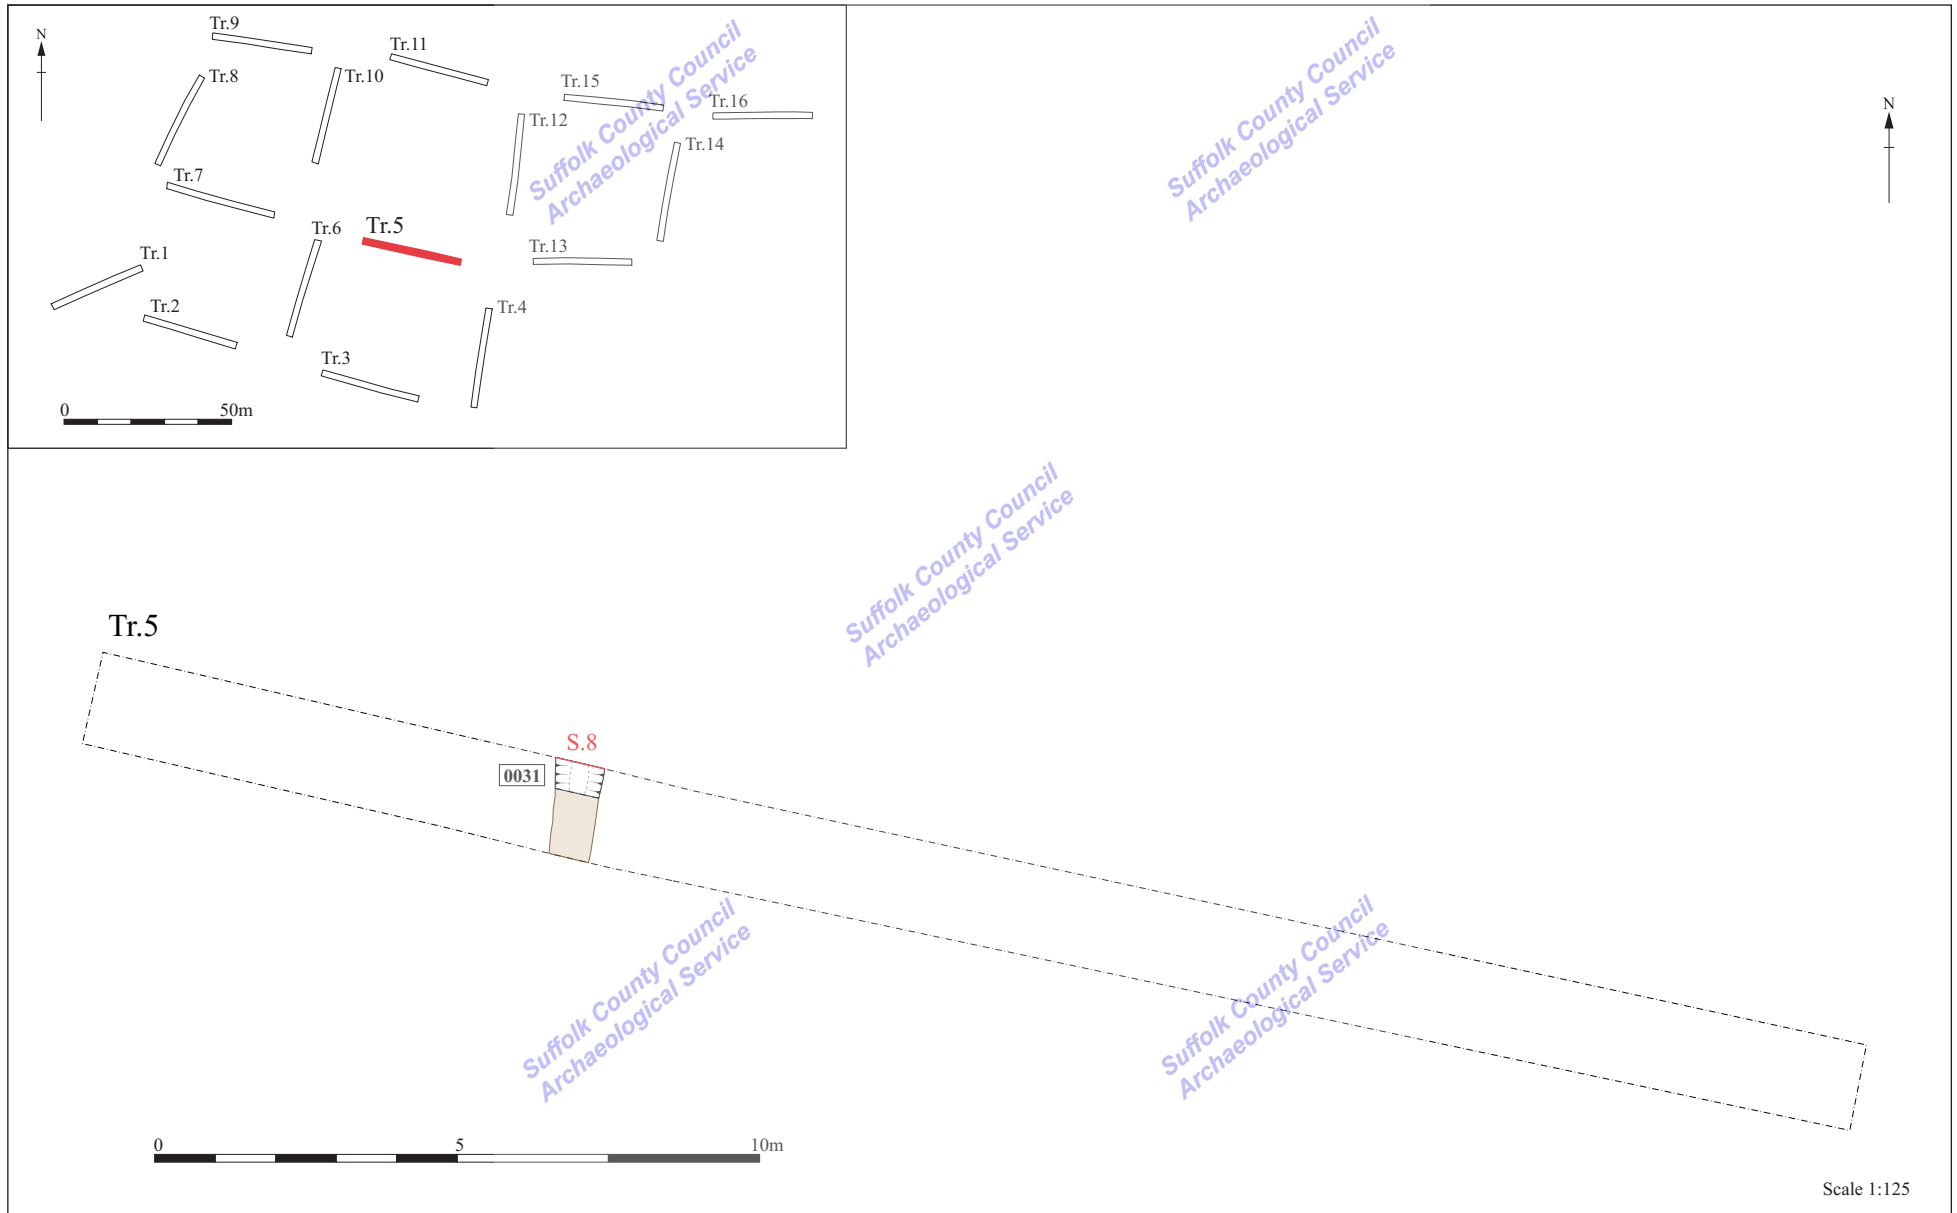 N
Tr.9
Tr.11
Tr.8
Tr.10
Tr.15
Tr.16
Tr.12
Tr.14
Tr.7
Tr.6
Tr.5
Tr.13
Tr.1
Tr.2
Tr.4
Tr.3
0 50m
Suffolk County Council
Archaeological Service
Suffolk County Council
Archaeological Service
N
Suffolk County Council
Archaeological Service
Tr.5
S.8
0031
Suffolk County Council
Archaeological Service
Suffolk County Council
Archaeological Service
0 5 10m
Scale 1:125